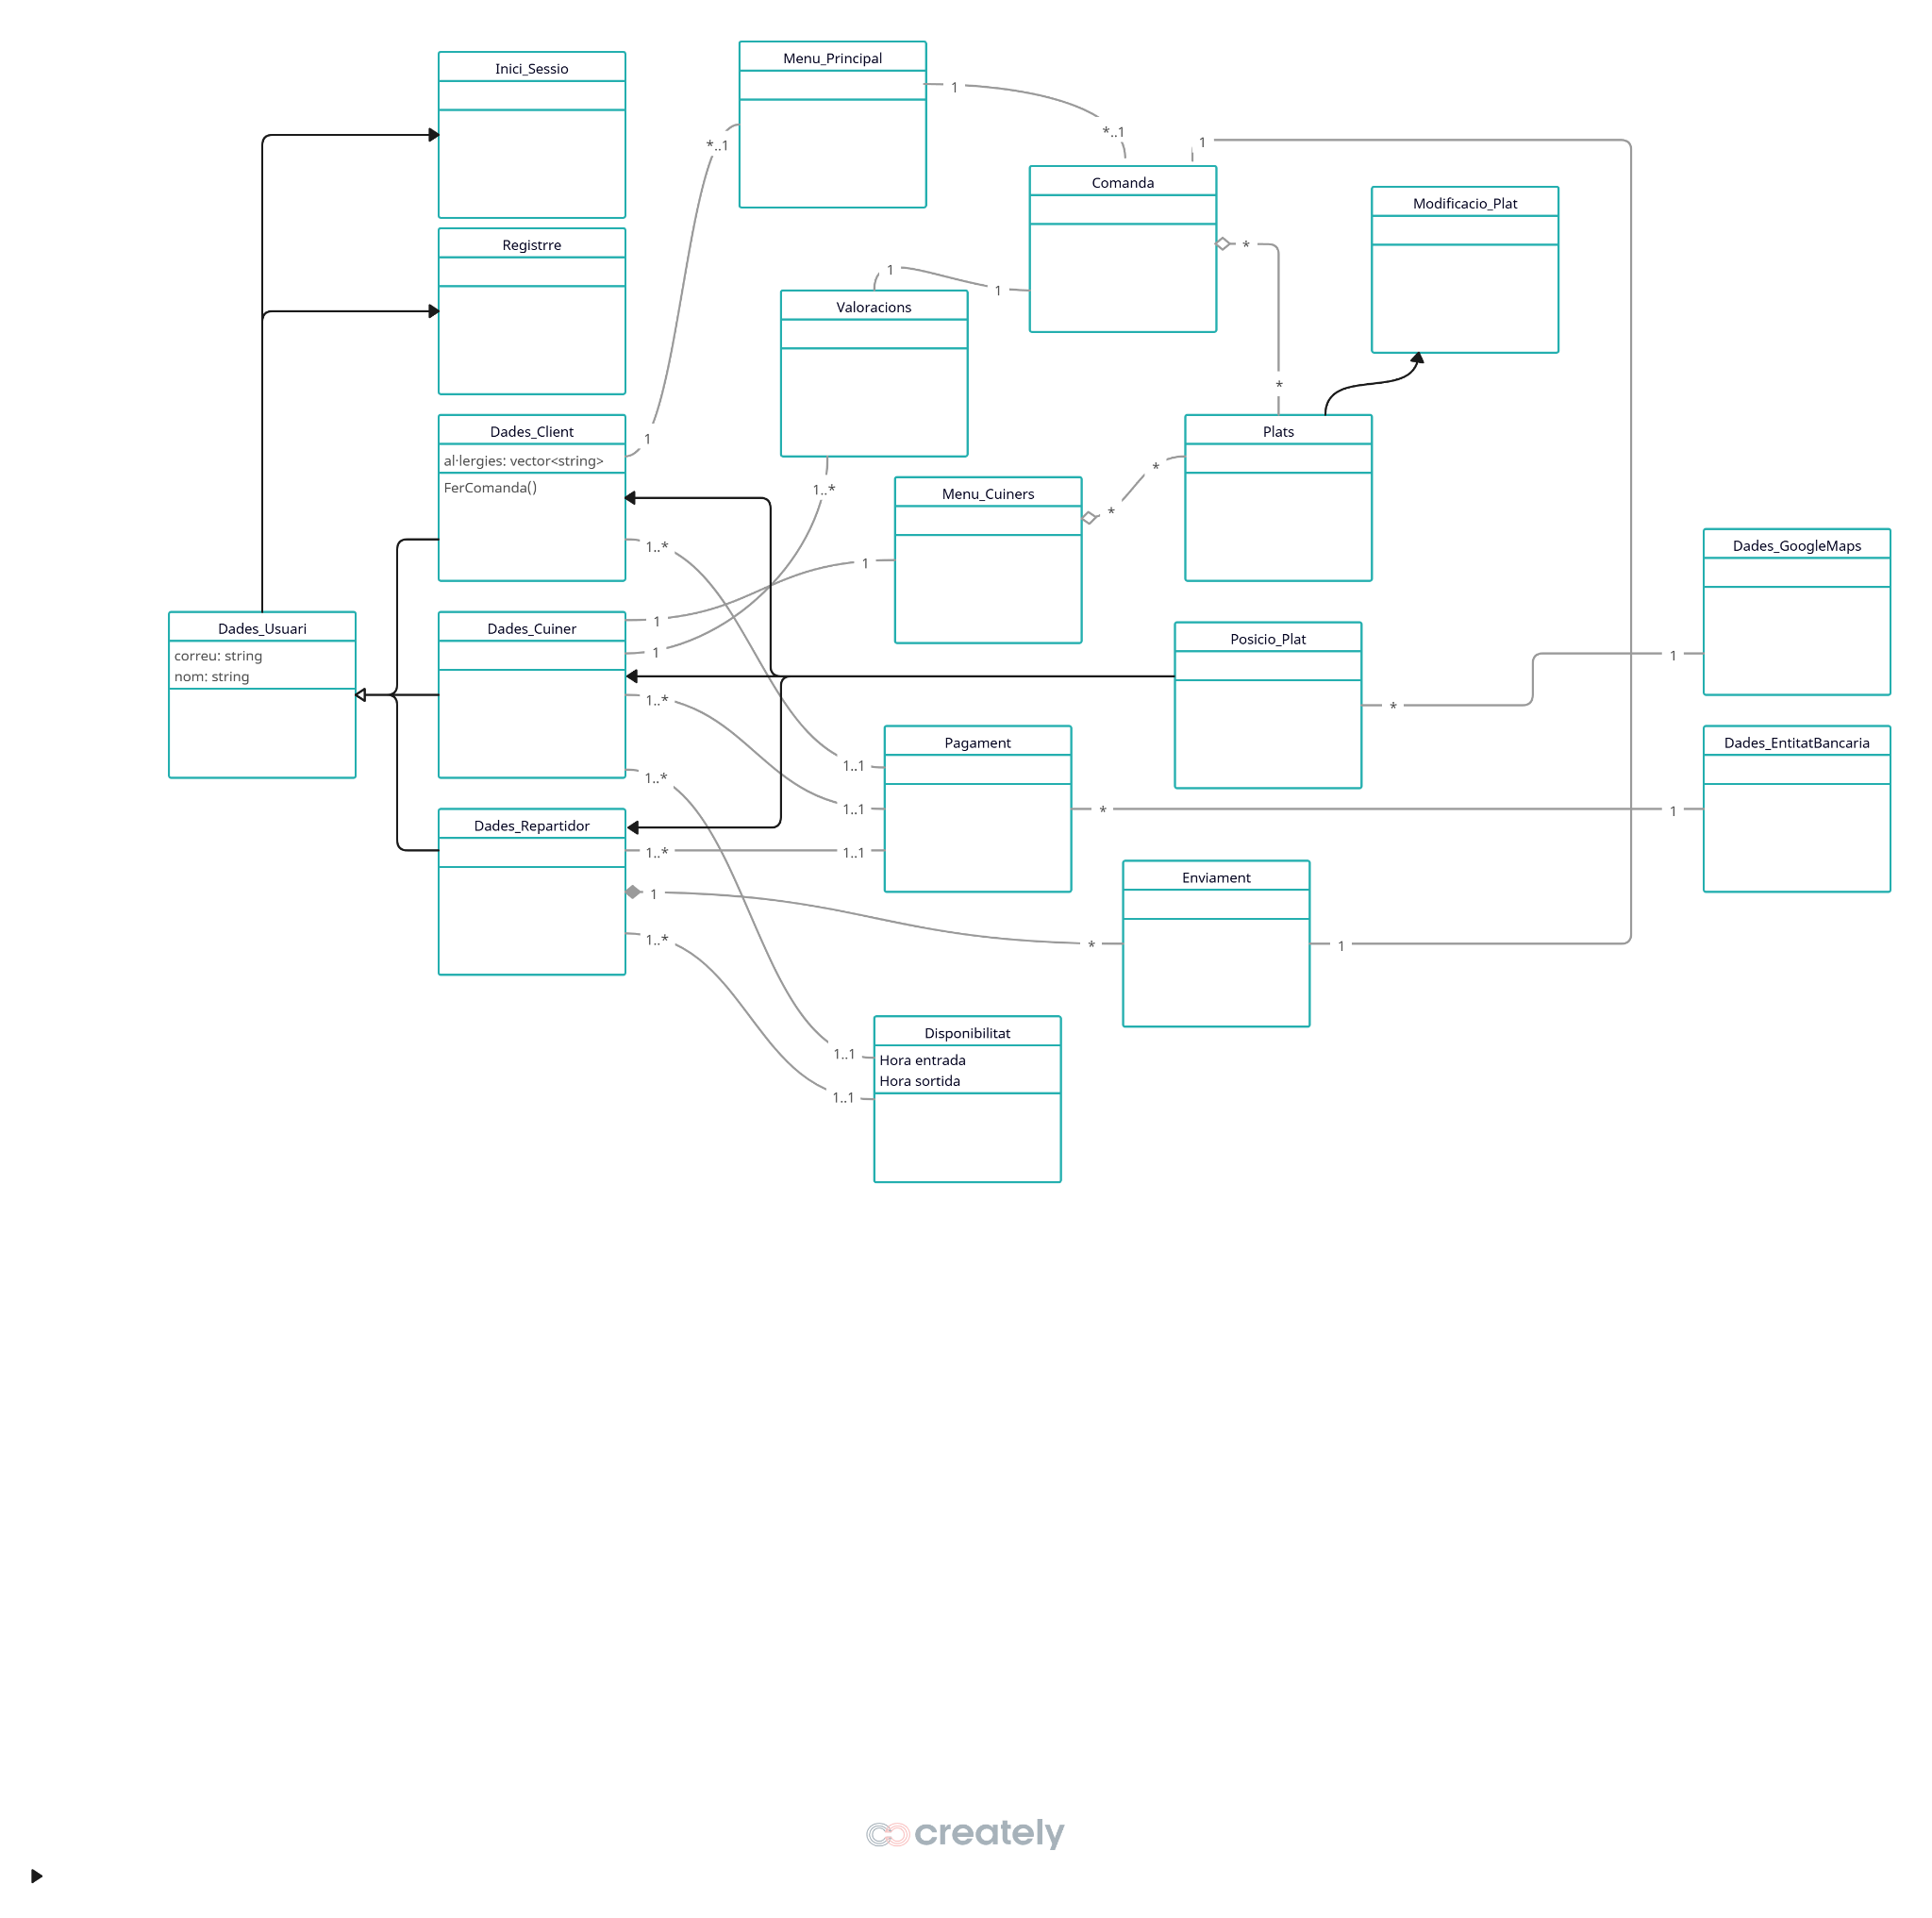 Menu_Principal
Inici_Sessio
1
*..1
1
*..1
Comanda
Modificacio_Plat
Registrre
*
1
1
Valoracions
*
Dades_Client
al·lergies: vector<string>
FerComanda()
1
Plats
*
1..*
Menu_Cuiners
*
1..*
1
Dades_GoogleMaps
Dades_Usuari
correu: string
nom: string
Dades_Cuiner
1
1
Posicio_Plat
1
1..*
*
Pagament
Dades_EntitatBancaria
1..1
1..*
1..1
*
1
Dades_Repartidor
1..*
1..1
Enviament
1
1..*
*
1
Disponibilitat
Hora entrada
Hora sortida
1..1
1..1
creately